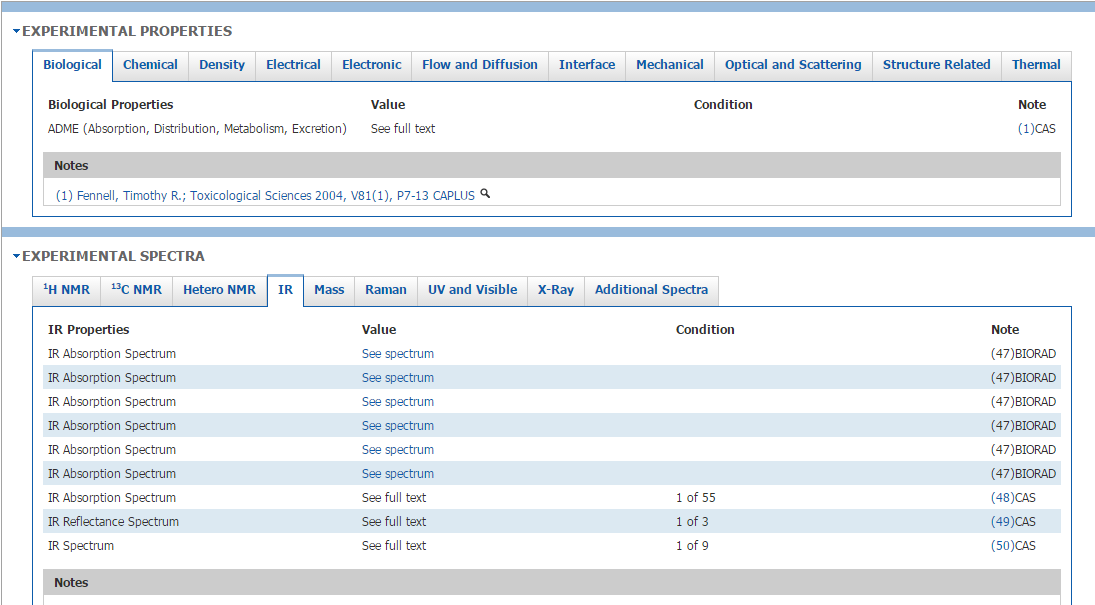 EXPERIMENTAL PROPERTIES
Biological Chemical Density Electrical Electronic Flow and Diffusion Interface Mechanical Optical and Scattering Structure Related Thermal
Biological Properties Value Condition Note
ADME (Absorption, Distribution, Metabolism, Excretion) See full text (1)CAS
Notes
(1) Fennell, Timothy R.; Toxicological Sciences 2004, V81(1), P7-13 CAPLUS
EXPERIMENTAL SPECTRA
¹H NMR ¹³C NMR Hetero NMR IR Mass Raman UV and Visible X-Ray Additional Spectra
IR Properties Value Condition Note
IR Absorption Spectrum See spectrum (47)BIORAD
IR Absorption Spectrum See spectrum (47)BIORAD
IR Absorption Spectrum See spectrum (47)BIORAD
IR Absorption Spectrum See spectrum (47)BIORAD
IR Absorption Spectrum See spectrum (47)BIORAD
IR Absorption Spectrum See spectrum (47)BIORAD
IR Absorption Spectrum See full text 1 of 55 (48)CAS
IR Reflectance Spectrum See full text 1 of 3 (49)CAS
IR Spectrum See full text 1 of 9 (50)CAS
Notes